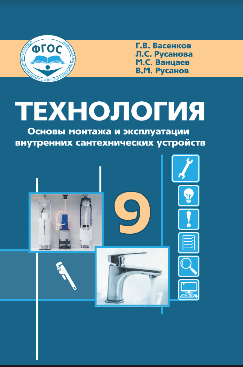 ФГОС
Г.В. Васенков
Л.С. Русанова
М.С. Ванцаев
В.М. Русанов
ТЕХНОЛОГИЯ
Основы монтажа и эксплуатации
внутренних сантехнических устройств
9